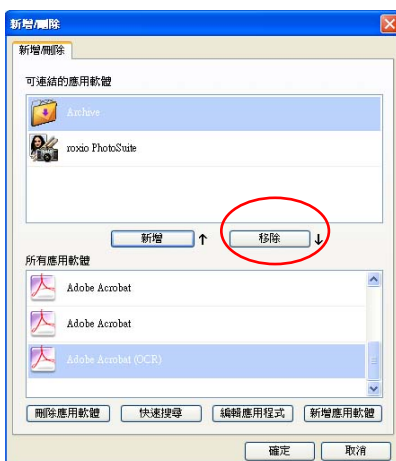 新增/刪除
新增/刪除
可連結的應用軟體
Archive
roxio PhotoSuite
新增 ↑ 移除 ↓
所有應用軟體
Adobe Acrobat
Adobe Acrobat
Adobe Acrobat (OCR)
刪除應用軟體 快速搜尋 編輯應用程式 新增應用軟體
確定 取消